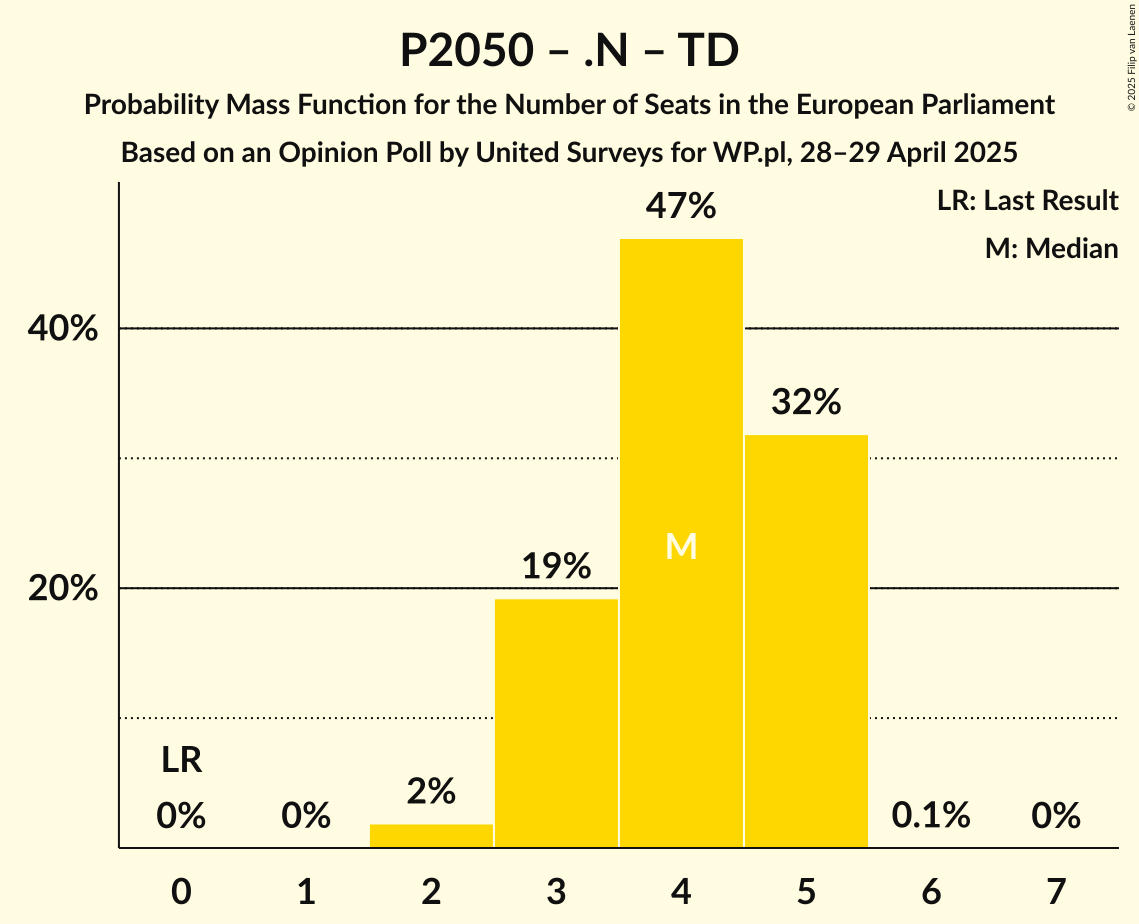 P2050 – .N – TD
Probability Mass Function for the Number of Seats in the European Parliament
Based on an Opinion Poll by United Surveys for WP.pl, 28–29 April 2025
© 2025 Filip van Laenen
LR: Last Result
M: Median
47%
40%
32%
M
19%
20%
LR
0%
0%
2%
0.1%
0%
0
1
2
3
4
5
6
7